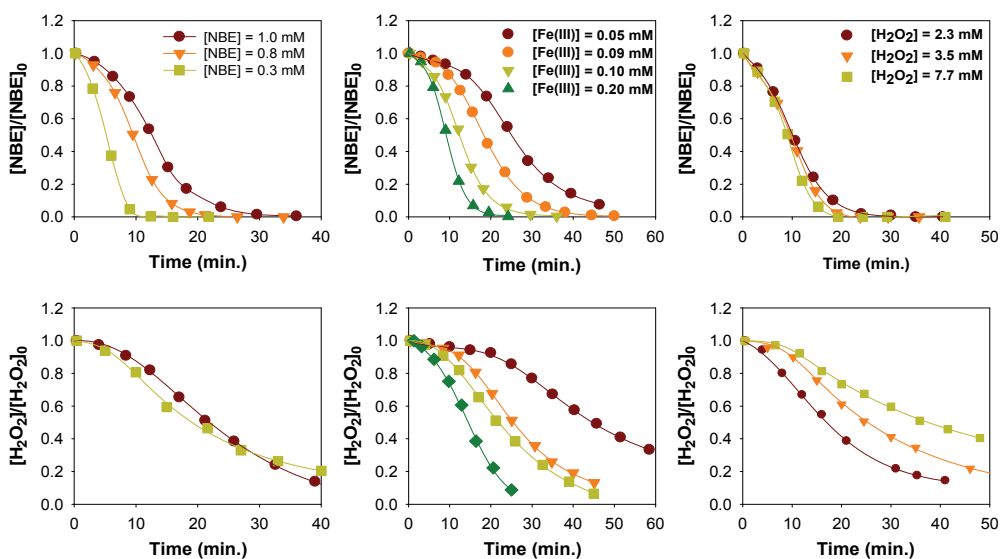 1.2
1.0
0.8
0.6
0.4
0.2
0.0
[NBE]/[NBE]0
[NBE] = 1.0 mM
[NBE] = 0.8 mM
[NBE] = 0.3 mM
0 10 20 30 40
Time (min.)
1.2
1.0
0.8
0.6
0.4
0.2
0.0
[NBE]/[NBE]0
[Fe(III)] = 0.05 mM
[Fe(III)] = 0.09 mM
[Fe(III)] = 0.10 mM
[Fe(III)] = 0.20 mM
0 10 20 30 40 50 60
Time (min.)
1.2
1.0
0.8
0.6
0.4
0.2
0.0
[NBE]/[NBE]0
[H2O2] = 2.3 mM
[H2O2] = 3.5 mM
[H2O2] = 7.7 mM
0 10 20 30 40 50
Time (min.)
1.2
1.0
0.8
0.6
0.4
0.2
0.0
[H2O2]/[H2O2]0
0 10 20 30 40
Time (min.)
1.2
1.0
0.8
0.6
0.4
0.2
0.0
[H2O2]/[H2O2]0
0 10 20 30 40 50 60
Time (min.)
1.2
1.0
0.8
0.6
0.4
0.2
0.0
[H2O2]/[H2O2]0
0 10 20 30 40 50
Time (min.)